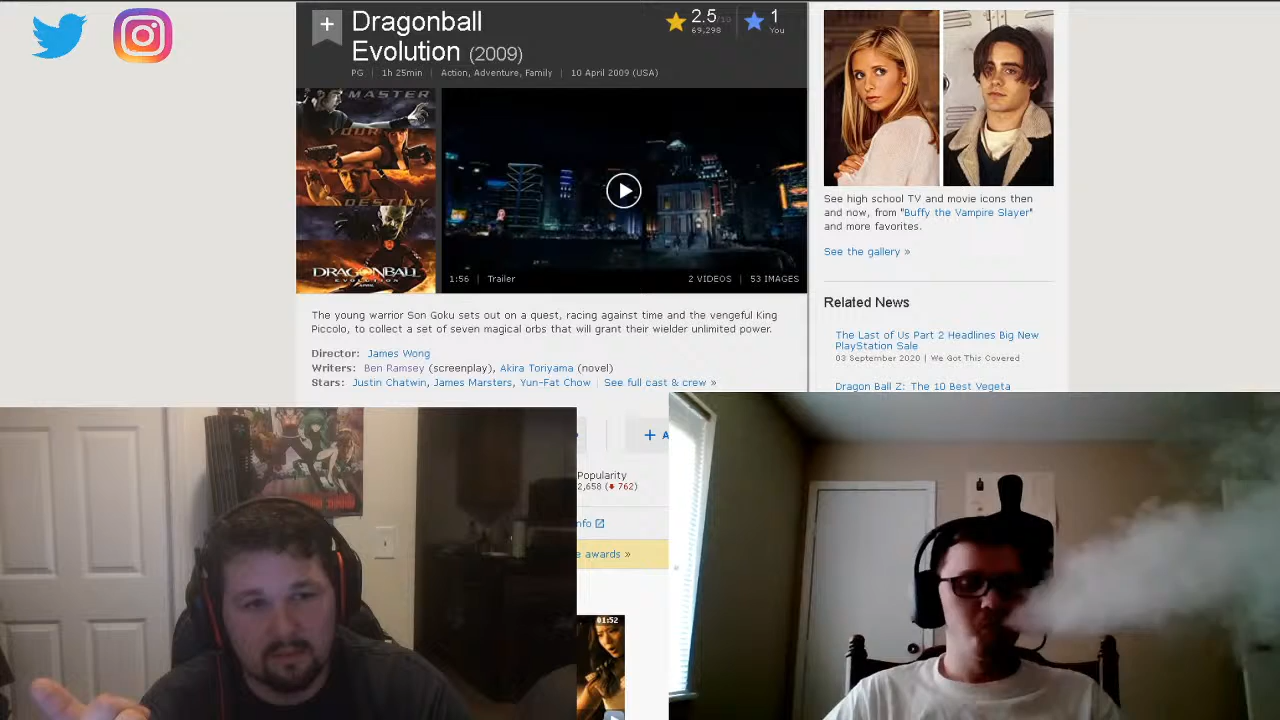 Dragonball
Evolution (2009)
2.5/10
69,298
1
You
PG | 1h 25min | Action, Adventure, Family | 10 April 2009 (USA)
MASTER
YOUR
DESTINY
DRAGONBALL
EVOLUTION
1:56 | Trailer
2 VIDEOS | 53 IMAGES
The young warrior Son Goku sets out on a quest, racing against time and the vengeful King
Piccolo, to collect a set of seven magical orbs that will grant their wielder unlimited power.
Director: James Wong
Writers: Ben Ramsey (screenplay), Akira Toriyama (novel)
Stars: Justin Chatwin, James Marsters, Yun-Fat Chow | See full cast & crew »
See high school TV and movie icons then
and now, from "Buffy the Vampire Slayer"
and more favorites.
See the gallery »
Related News
The Last of Us Part 2 Headlines Big New
PlayStation Sale
03 September 2020 | We Got This Covered
Dragon Ball Z: The 10 Best Vegeta
+ A
Popularity
2,658 (762)
nfo
e awards »
01:52